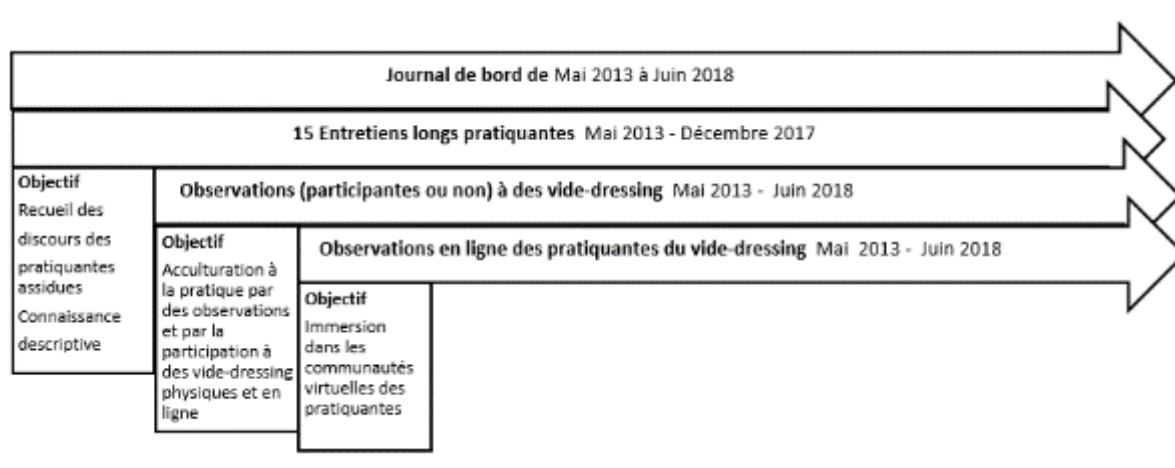 Journal de bord de Mai 2013 à Juin 2018
15 Entretiens longs pratiquantes Mai 2013 - Décembre 2017
Objectif
Recueil des
discours des
pratiquantes
assidues
Connaissance
descriptive
Observations (participantes ou non) à des vide-dressing Mai 2013 - Juin 2018
Objectif
Acculturation à
la pratique par
des observations
et par la
participation à
des vide-dressing
physiques et en
ligne
Observations en ligne des pratiquantes du vide-dressing Mai 2013 - Juin 2018
Objectif
Immersion
dans les
communautés
virtuelles des
pratiquantes